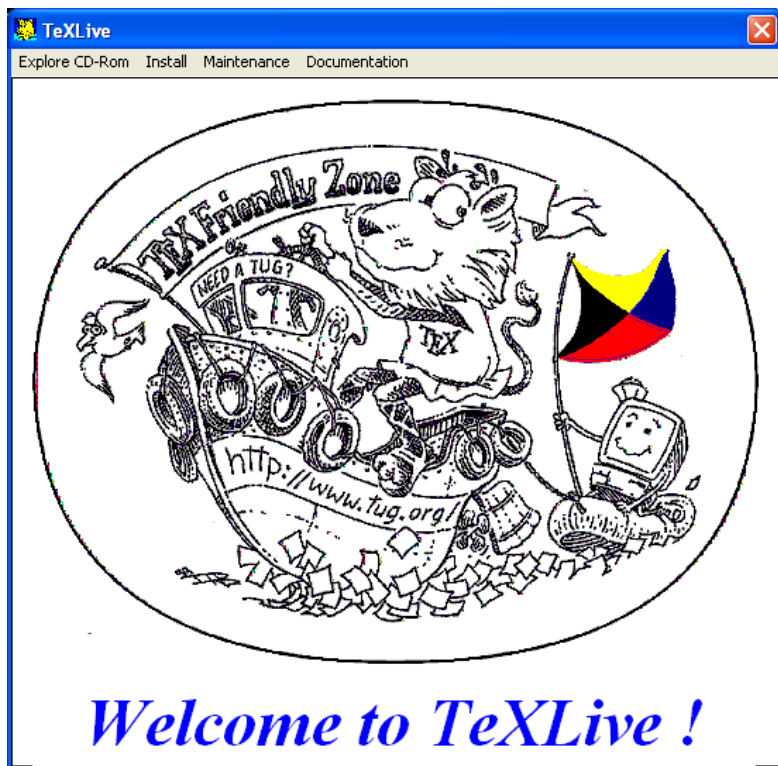 TeXLive
Explore CD-Rom Install Maintenance Documentation
TEX Friendly Zone
NEED A TUG?
TEX
http://www.tug.org/
Welcome to TeXLive !